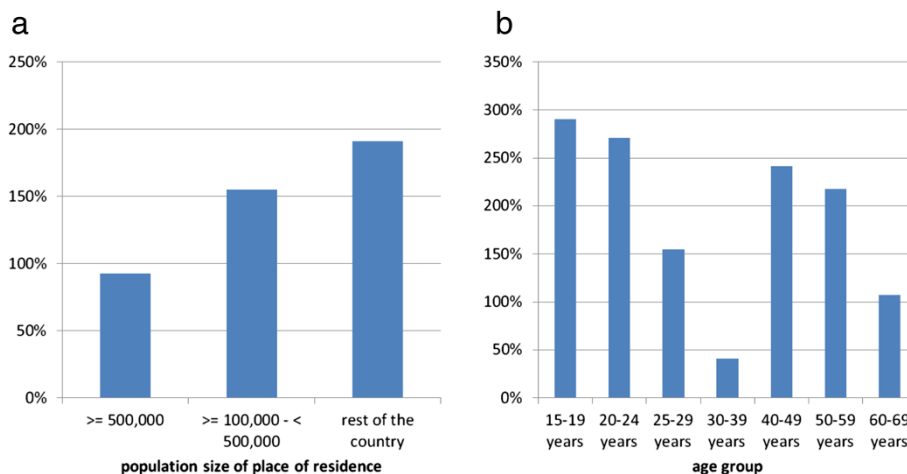 a
250%
200%
150%
100%
50%
0%
>= 500,000
>= 100,000 - <
500,000
rest of the
country
population size of place of residence
b
350%
300%
250%
200%
150%
100%
50%
0%
15-19
years
20-24
years
25-29
years
30-39
years
40-49
years
50-59
years
60-69
years
age group